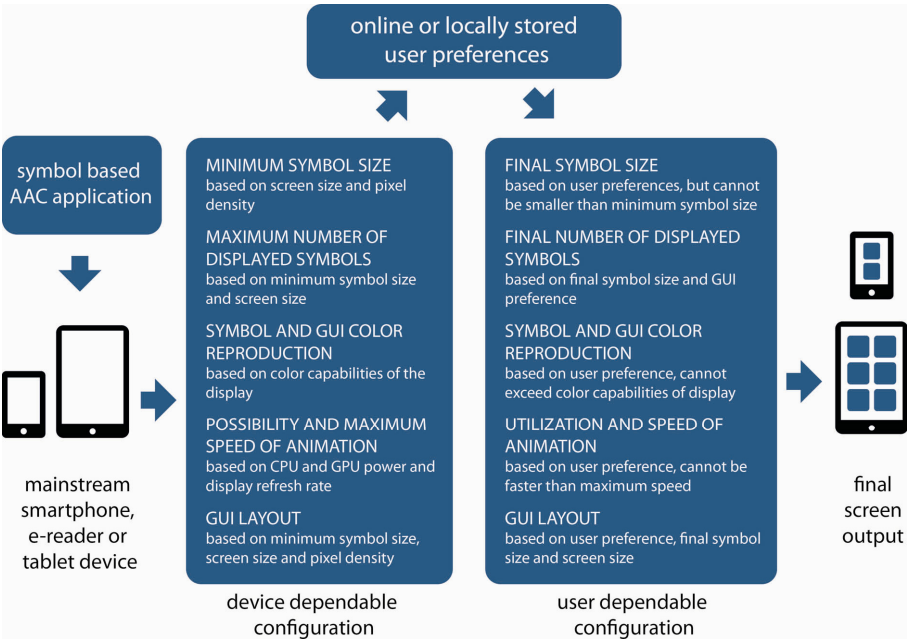 online or locally stored
user preferences
symbol based
AAC application
mainstream
smartphone,
e-reader or
tablet device
MINIMUM SYMBOL SIZE
based on screen size and pixel
density
MAXIMUM NUMBER OF
DISPLAYED SYMBOLS
based on minimum symbol size
and screen size
SYMBOL AND GUI COLOR
REPRODUCTION
based on color capabilities of the
display
POSSIBILITY AND MAXIMUM
SPEED OF ANIMATION
based on CPU and GPU power and
display refresh rate
GUI LAYOUT
based on minimum symbol size,
screen size and pixel density
device dependable
configuration
FINAL SYMBOL SIZE
based on user preferences, but cannot
be smaller than minimum symbol size
FINAL NUMBER OF DISPLAYED
SYMBOLS
based on final symbol size and GUI
preference
SYMBOL AND GUI COLOR
REPRODUCTION
based on user preference, cannot
exceed color capabilities of display
UTILIZATION AND SPEED OF
ANIMATION
based on user preference, cannot be
faster than maximum speed
GUI LAYOUT
based on user preference, final symbol
size and screen size
user dependable
configuration
final
screen
output